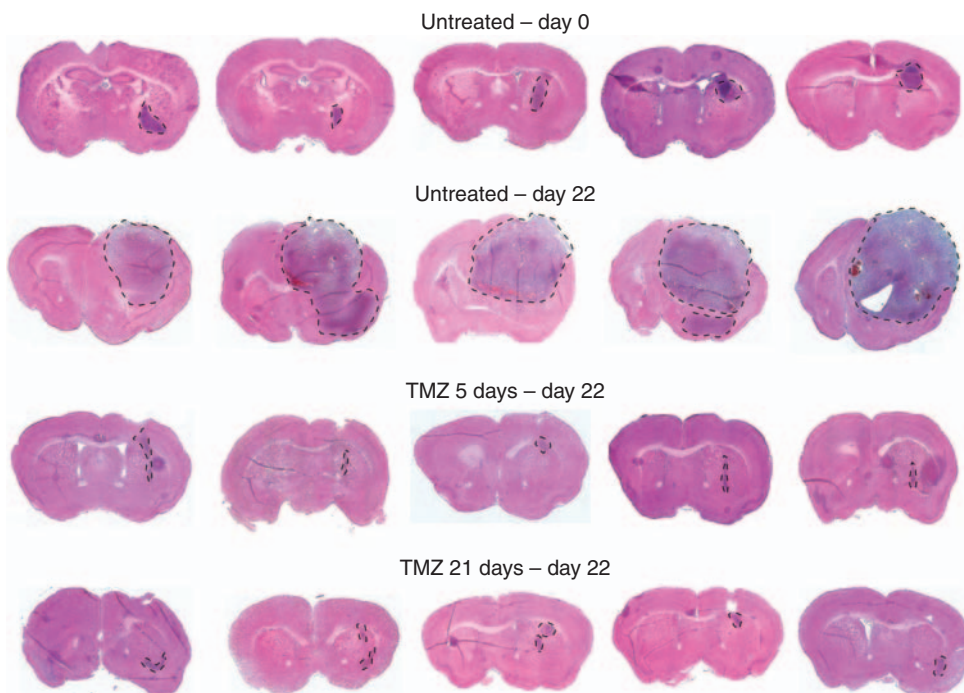 Untreated – day 0
Untreated – day 22
TMZ 5 days – day 22
TMZ 21 days – day 22